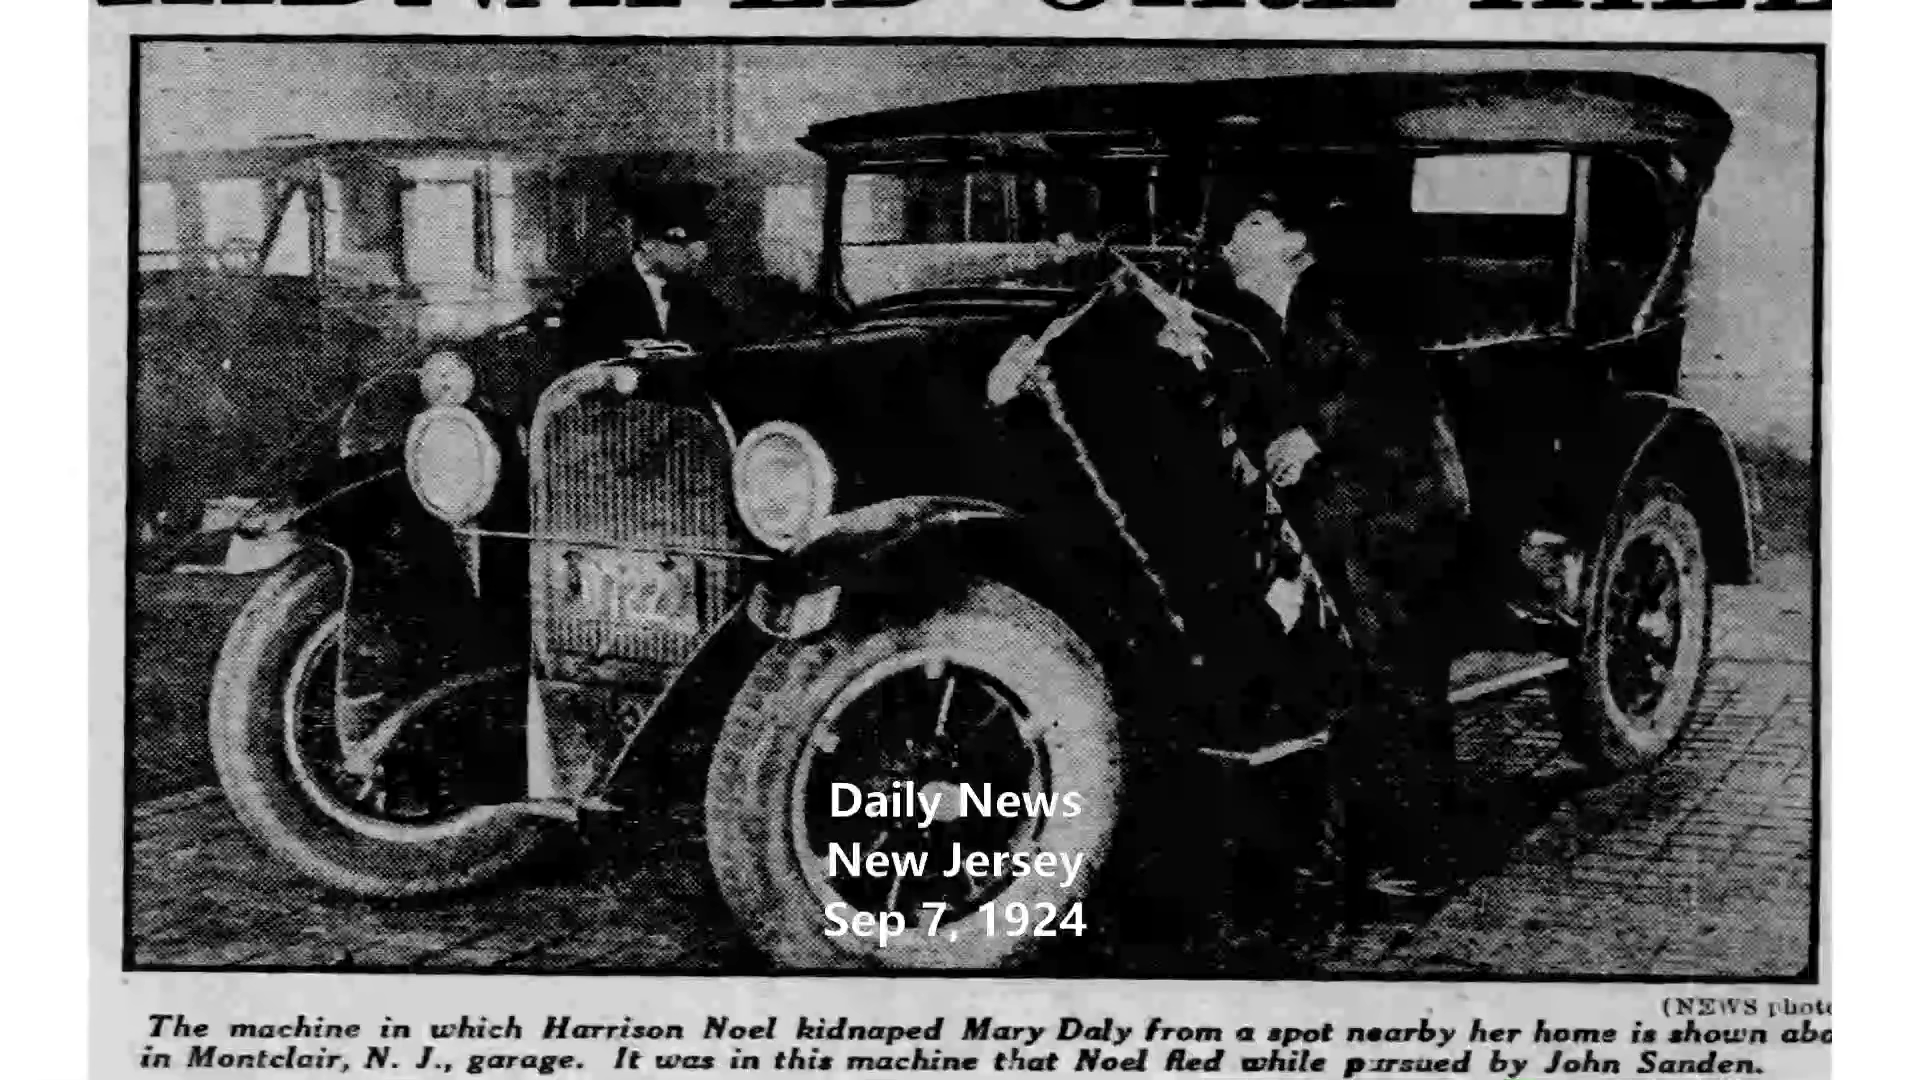 Daily News
New Jersey
Sep 7, 1924
(NEWS photo
The machine in which Harrison Noel kidnaped Mary Daly from a spot nearby her home is shown abo
in Montclair, N. J., garage. It was in this machine that Noel fled while pursued by John Sanden.